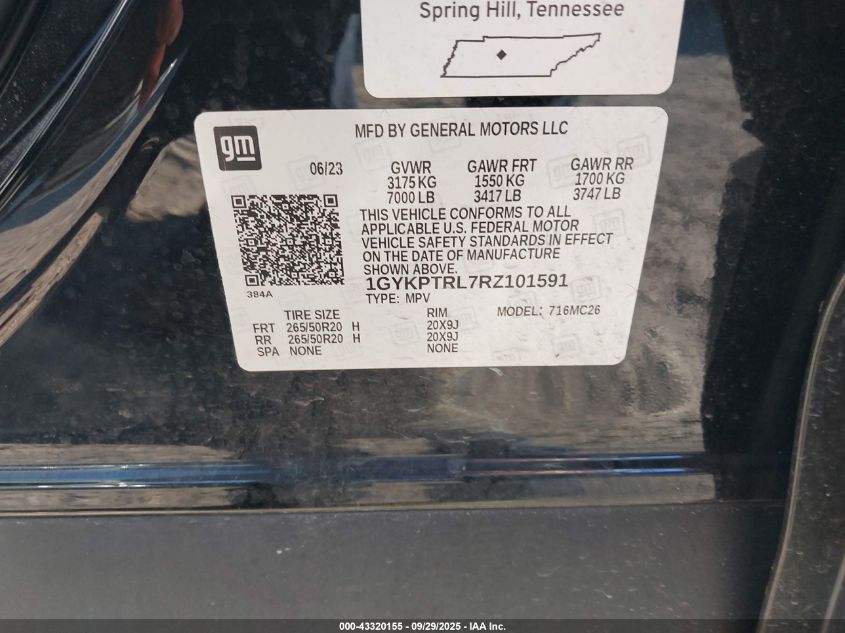 Spring Hill, Tennessee
gm
MFD BY GENERAL MOTORS LLC
06/23
GVWR GAWR FRT GAWR RR
3175 KG 1550 KG 1700 KG
7000 LB 3417 LB 3747 LB
THIS VEHICLE CONFORMS TO ALL
APPLICABLE U.S. FEDERAL MOTOR
VEHICLE SAFETY STANDARDS IN EFFECT
ON THE DATE OF MANUFACTURE
SHOWN ABOVE.
384A
1GYKPTRL7RZ101591
TYPE: MPV MODEL: 716MC26
TIRE SIZE RIM
FRT 265/50R20 H 20X9J
RR 265/50R20 H 20X9J
SPA NONE NONE
000-43320155 - 09/29/2025 - IAA Inc.